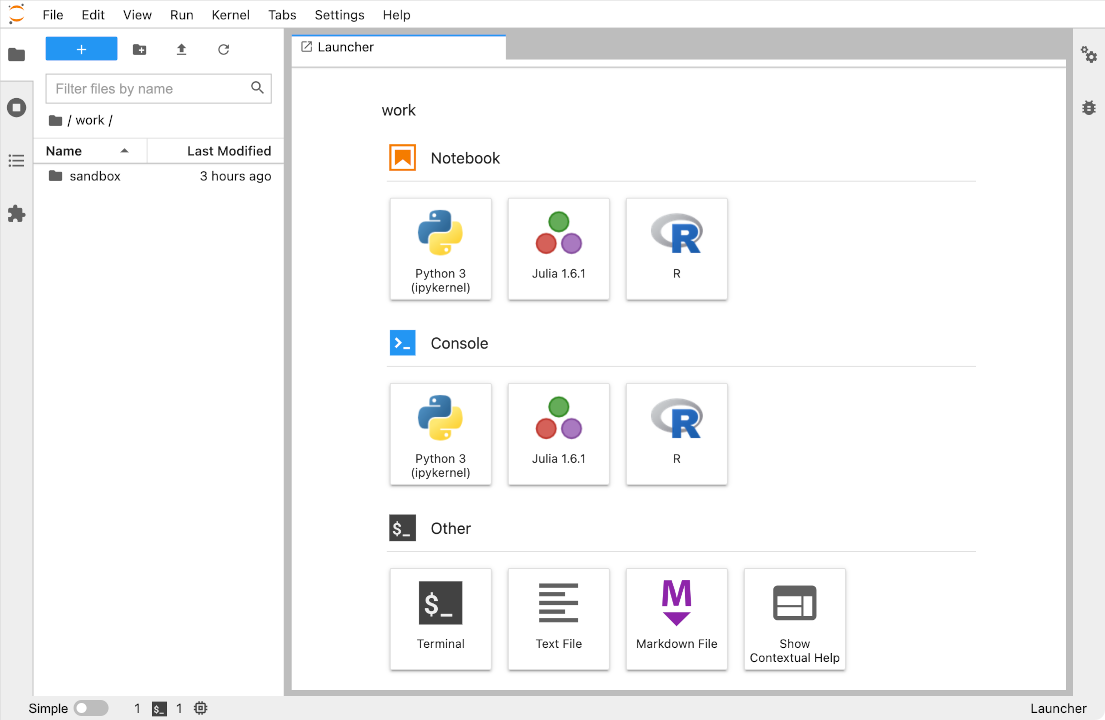 File Edit View Run Kernel Tabs Settings Help
+
Filter files by name
/ work /
Name Last Modified
sandbox 3 hours ago
Launcher
work
Notebook
Python 3
(ipykernel)
Julia 1.6.1
R
Console
Python 3
(ipykernel)
Julia 1.6.1
R
$_ Other
$_
Terminal
Text File
M
Markdown File
Show
Contextual Help
Simple 1 $_ 1
Launcher